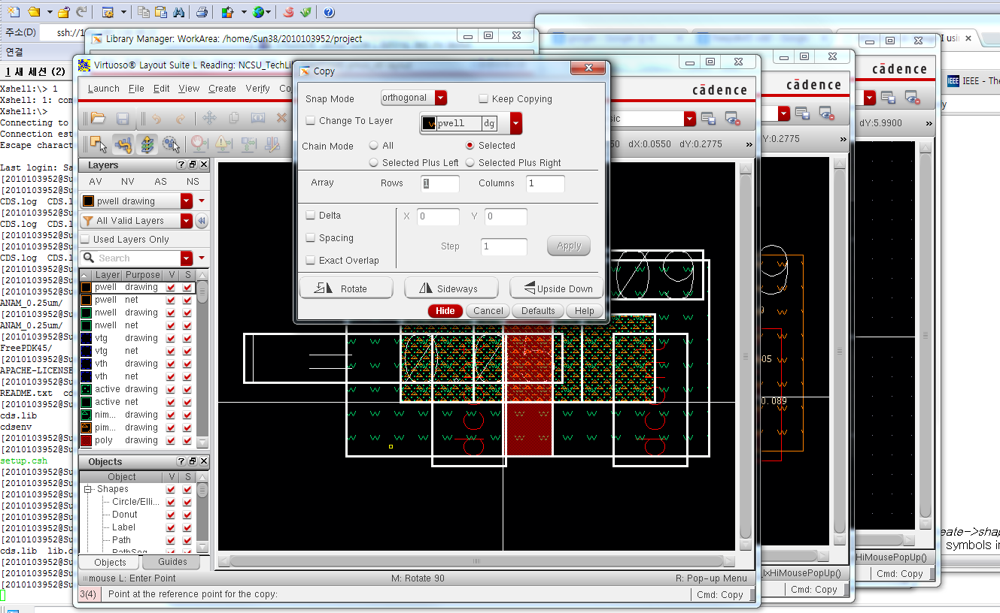 주소(D) ssh://1
연결
1 새 세션 (2)
Xshell:\> 1
Xshell: 1: com
Xshell:\>
Connecting to
Connection est
Escape charact
Last login: Sa
[2010103952@Su
[2010103952@Su
CDS.log CDS.l
[2010103952@Su
CDS.log CDS.l
[2010103952@Su
[2010103952@Su
CDS.log CDS.l
[2010103952@Su
[2010103952@Su
[2010103952@Su
ANAM_0.25um/
[2010103952@Su
ANAM_0.25um/
[2010103952@Su
FreePDK45/
[2010103952@Su
APACHE-LICENSE
[2010103952@Su
README.txt cd
[2010103952@Su
cds.lib
cdsenv
[2010103952@Su
[2010103952@Su
setup.csh
[2010103952@Su
[2010103952@Su
[2010103952@Su
[2010103952@Su
[2010103952@Su
[2010103952@Su
[2010103952@Su
cds.lib lib.d
[2010103952@Su
[2010103952@Su
[2010103952@Su
Library Manager: WorkArea: /home/Sun38/2010103952/project
Virtuoso® Layout Suite L Reading: NCSU_TechLi
Launch File Edit View Create Verify Co
cādence
sic
50 dX:0.0550 dY:0.2775 »
Layers
AV NV AS NS
pwell drawing
All Valid Layers
Used Layers Only
Search
Layer Purpose V S
pwell drawing
pwell net
nwell drawing
nwell net
vtg drawing
vtg net
vth drawing
vth net
active drawing
active net
nim... drawing
pim... drawing
poly drawing
Objects
Object V S
Shapes
Circle/Elli...
Donut
Label
Path
PathSeg
Objects Guides
mouse L: Enter Point M: Rotate 90 R: Pop-up Menu
3(4) Point at the reference point for the copy: Cmd: Copy
Copy
Snap Mode orthogonal Keep Copying
Change To Layer pwell dg
Chain Mode All Selected
Selected Plus Left Selected Plus Right
Array Rows 1 Columns 1
Delta X 0 Y 0
Spacing
Step 1 Apply
Exact Overlap
Rotate Sideways Upside Down
Hide Cancel Defaults Help
cādence
Y:0.2775 »
05
0.089
lxHiMousePopUp()
Cmd: Copy
cādence
dY:5.9900 »
HiMousePopUp()
Cmd: Copy
I usin
IEEE IEEE - The
eate->shap
symbols in